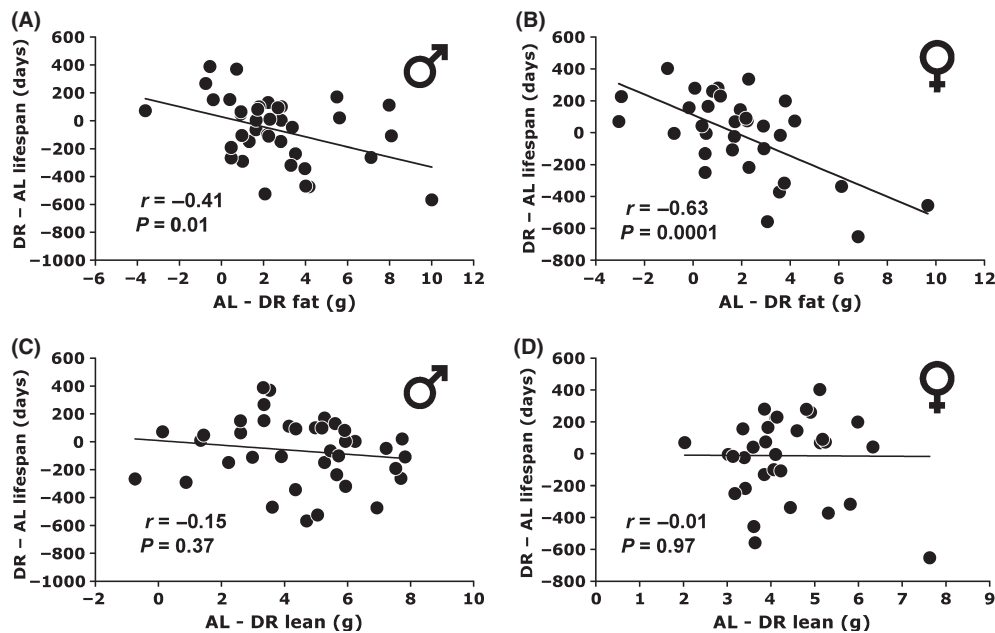 (A)
600
400
200
0
−200
−400
−600
−800
−1000
DR − AL lifespan (days)
r = −0.41
P = 0.01
−6 −4 −2 0 2 4 6 8 10 12
AL - DR fat (g)
(B)
600
400
200
0
−200
−400
−600
−800
DR − AL lifespan (days)
r = −0.63
P = 0.0001
−4 −2 0 2 4 6 8 10 12
AL - DR fat (g)
(C)
600
400
200
0
−200
−400
−600
−800
−1000
DR − AL lifespan (days)
r = −0.15
P = 0.37
−2 0 2 4 6 8 10
AL - DR lean (g)
(D)
600
400
200
0
−200
−400
−600
−800
DR − AL lifespan (days)
r = −0.01
P = 0.97
0 1 2 3 4 5 6 7 8 9
AL - DR lean (g)